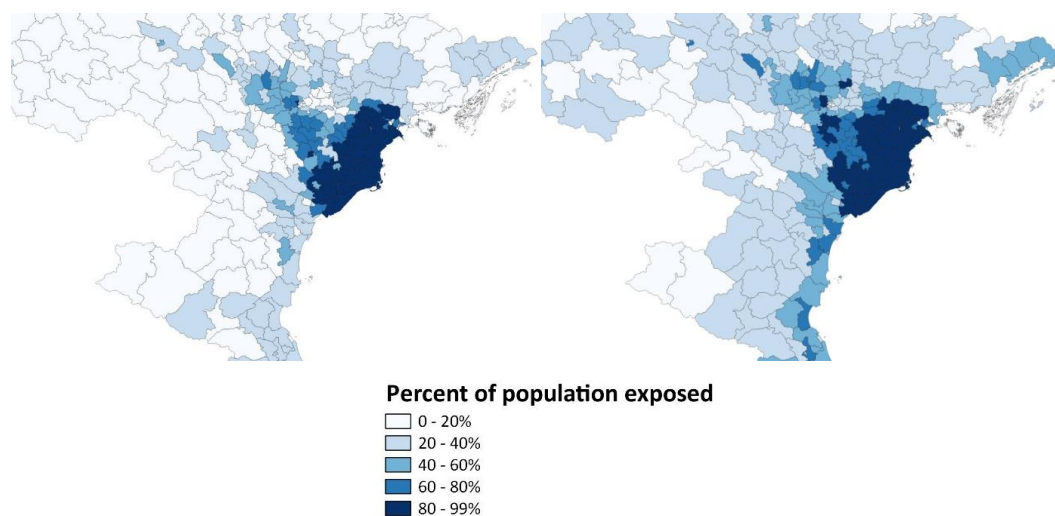 Percent of population exposed
0 - 20%
20 - 40%
40 - 60%
60 - 80%
80 - 99%